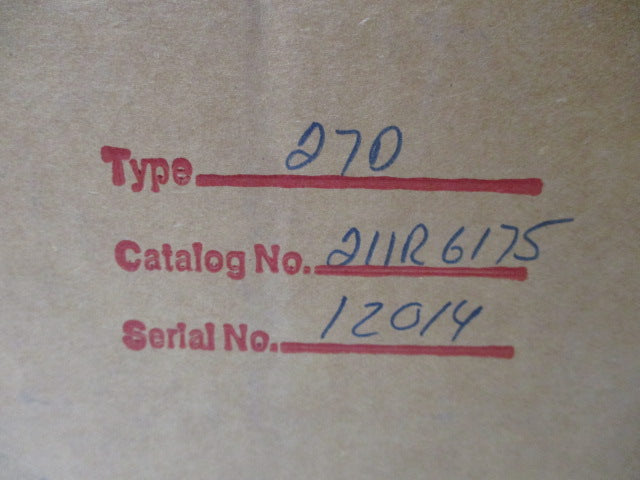 Type 270
Catalog No. 211R6175
Serial No. 12014